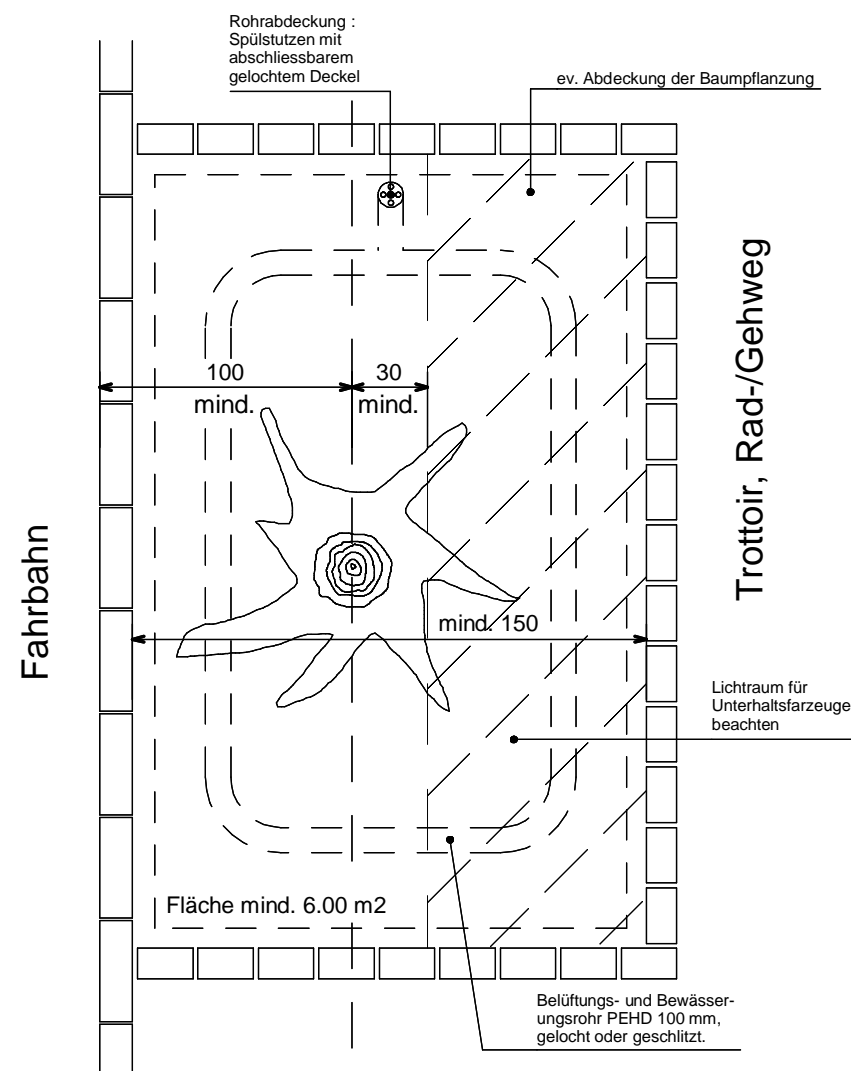 Rohrabdeckung :
Spülstutzen mit
abschliessbarem
gelochtem Deckel
ev. Abdeckung der Baumpflanzung
100
mind.
30
mind.
Fahrbahn
Trottoir, Rad-/Gehweg
mind. 150
Lichtraum für
Unterhaltsfarzeuge
beachten
Fläche mind. 6.00 m2
Belüftungs- und Bewässer-
ungsrohr PEHD 100 mm,
gelocht oder geschlitzt.